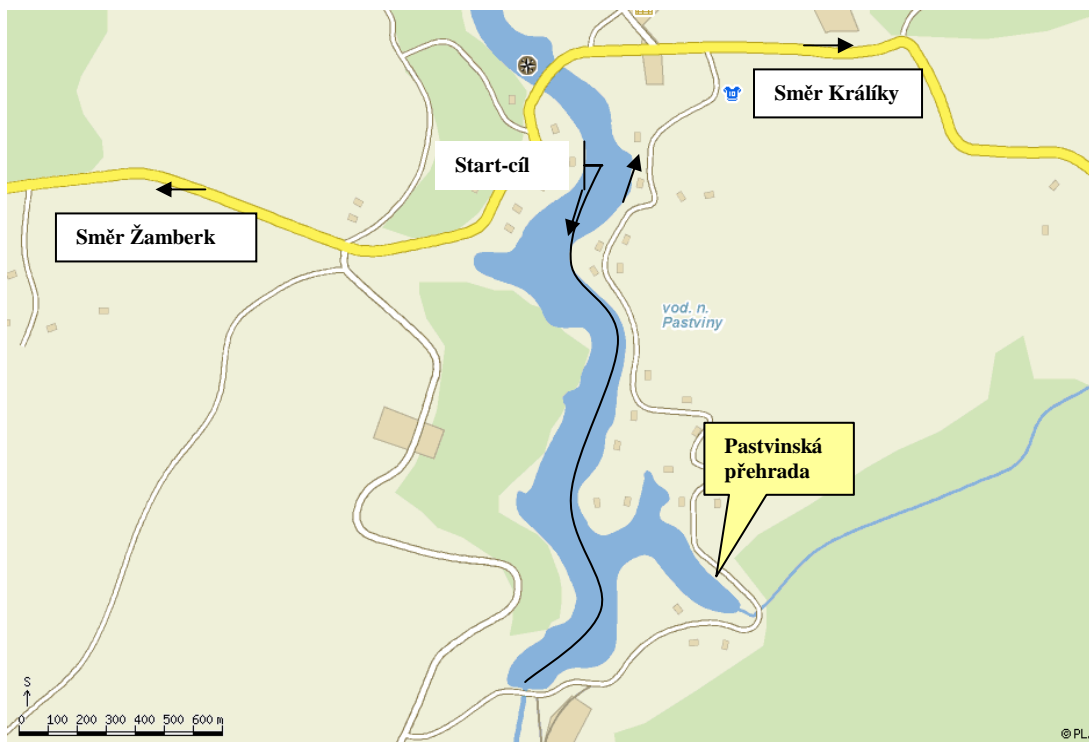 Směr Králíky
Start-cíl
Směr Žamberk
vod. n.
Pastviny
Pastvinská
přehrada
S
0 100 200 300 400 500 600 m
© PL